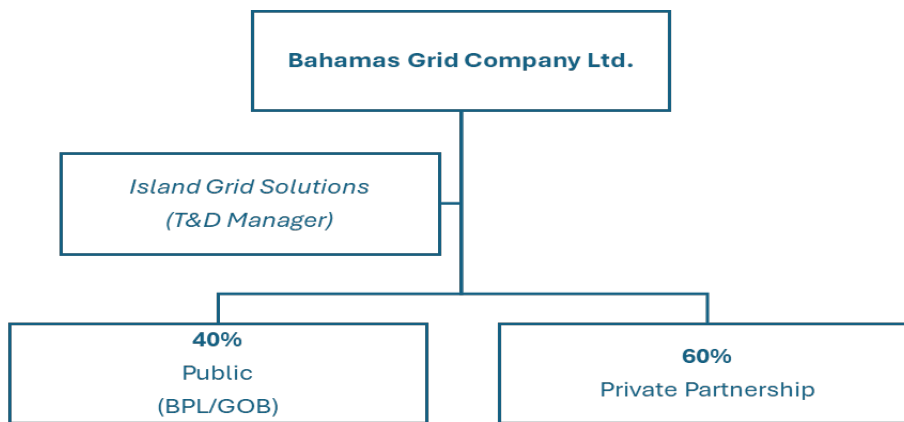 Bahamas Grid Company Ltd.
Island Grid Solutions
(T&D Manager)
40%
Public
(BPL/GOB)
60%
Private Partnership